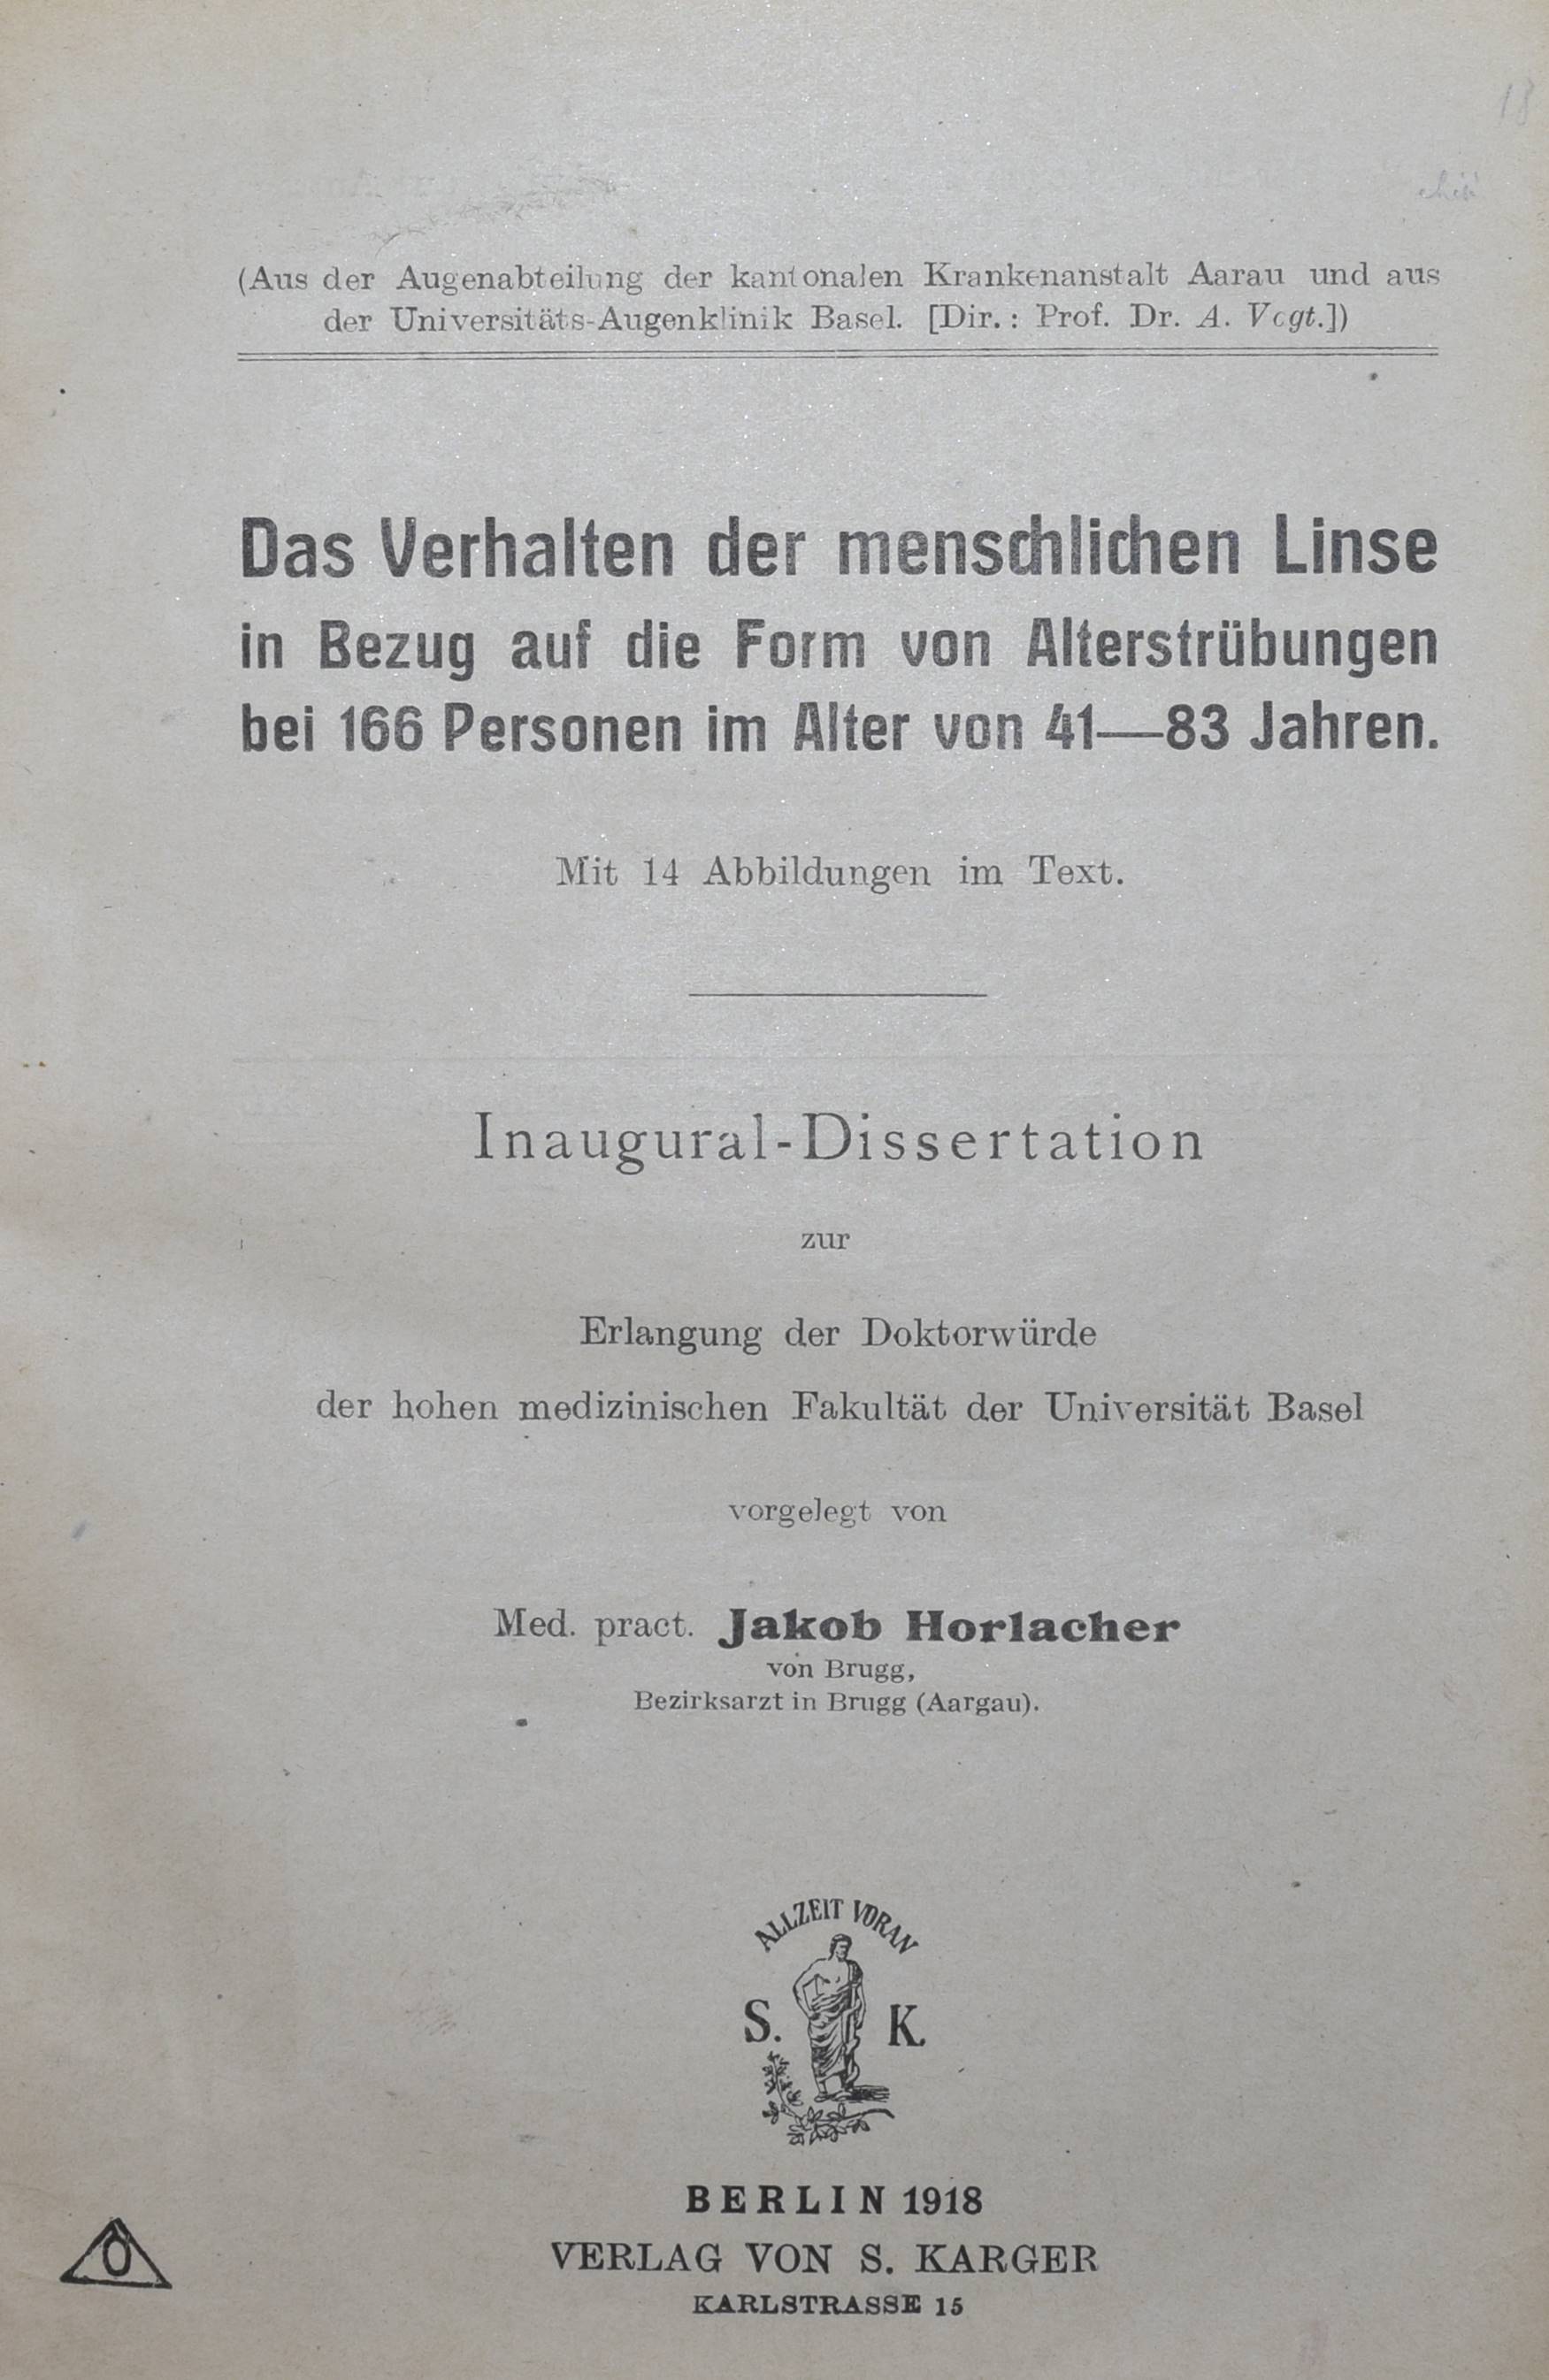 (Aus der Augenabteilung der kantonalen Krankenanstalt Aarau und aus
der Universitäts-Augenklinik Basel. [Dir.: Prof. Dr. A. Vogt.])
Das Verhalten der menschlichen Linse
in Bezug auf die Form von Alterstrübungen
bei 166 Personen im Alter von 41—83 Jahren.
Mit 14 Abbildungen im Text.
Inaugural-Dissertation
zur
Erlangung der Doktorwürde
der hohen medizinischen Fakultät der Universität Basel
vorgelegt von
Med. pract. Jakob Horlacher
von Brugg,
Bezirksarzt in Brugg (Aargau).
ALLZEIT VORAN
S. K.
BERLIN 1918
VERLAG VON S. KARGER
KARLSTRASSE 15